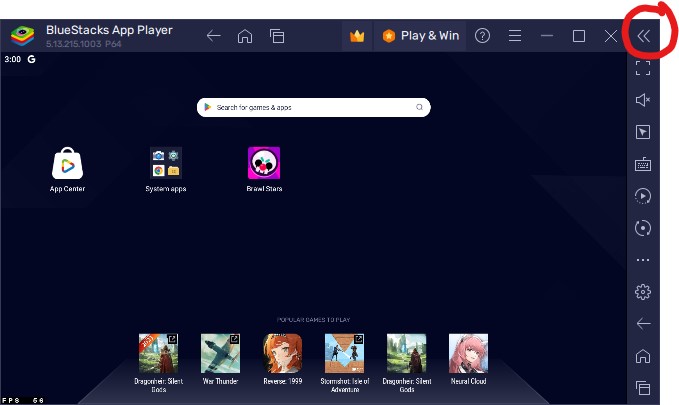 BlueStacks App Player
5.13.215.1003 P64
Play & Win
3:00 G
Search for games & apps
App Center
System apps
Brawl Stars
POPULAR GAMES TO PLAY
Dragonheir: Silent
Gods
War Thunder
Reverse: 1999
Stormshot: Isle of
Adventure
Dragonheir: Silent
Gods
Neural Cloud
FPS 56